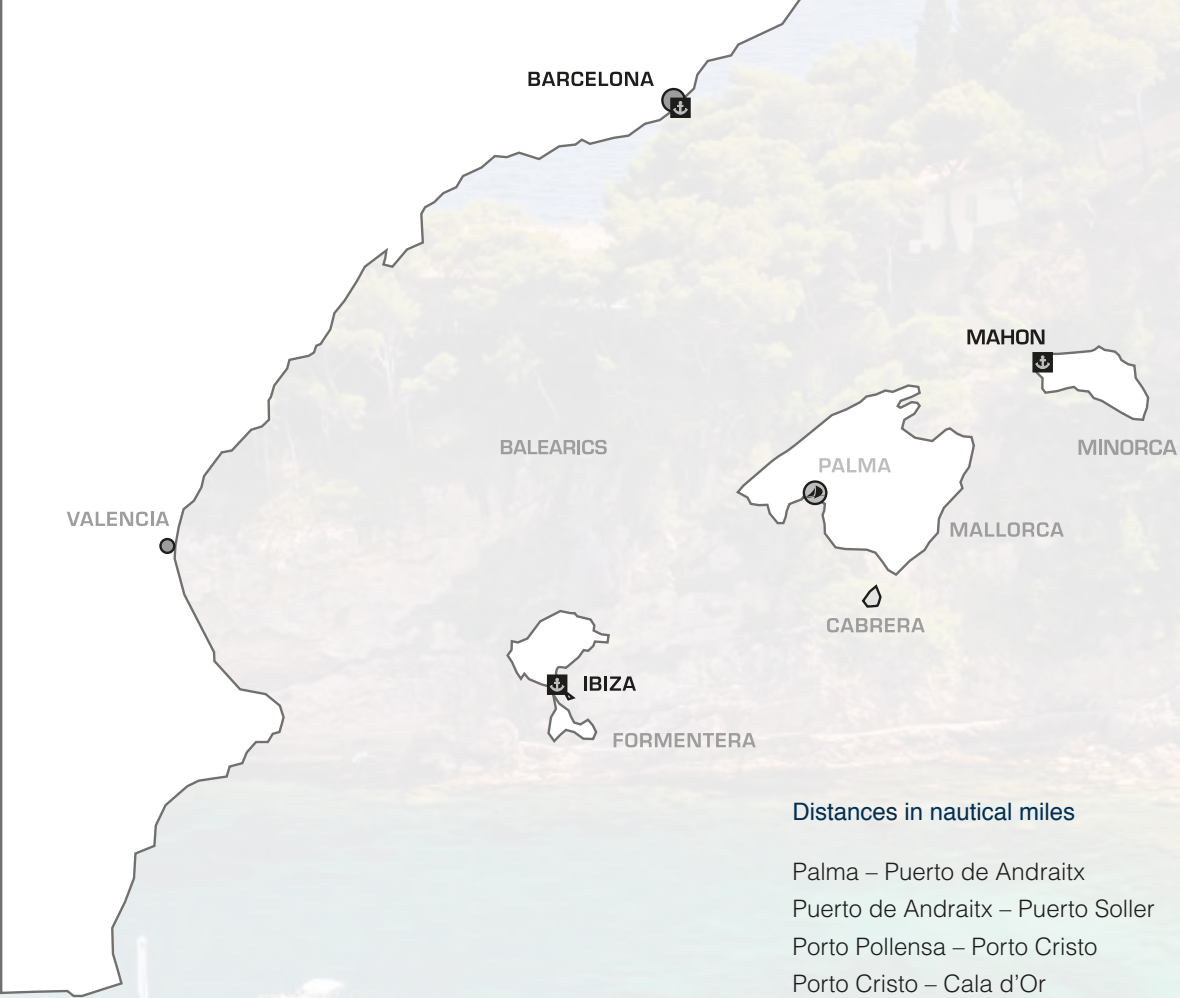 BARCELONA
MAHON
BALEARICS
MINORCA
PALMA
VALENCIA
MALLORCA
CABRERA
IBIZA
FORMENTERA
Distances in nautical miles
Palma – Puerto de Andraitx
Puerto de Andraitx – Puerto Soller
Porto Pollensa – Porto Cristo
Porto Cristo – Cala d’Or